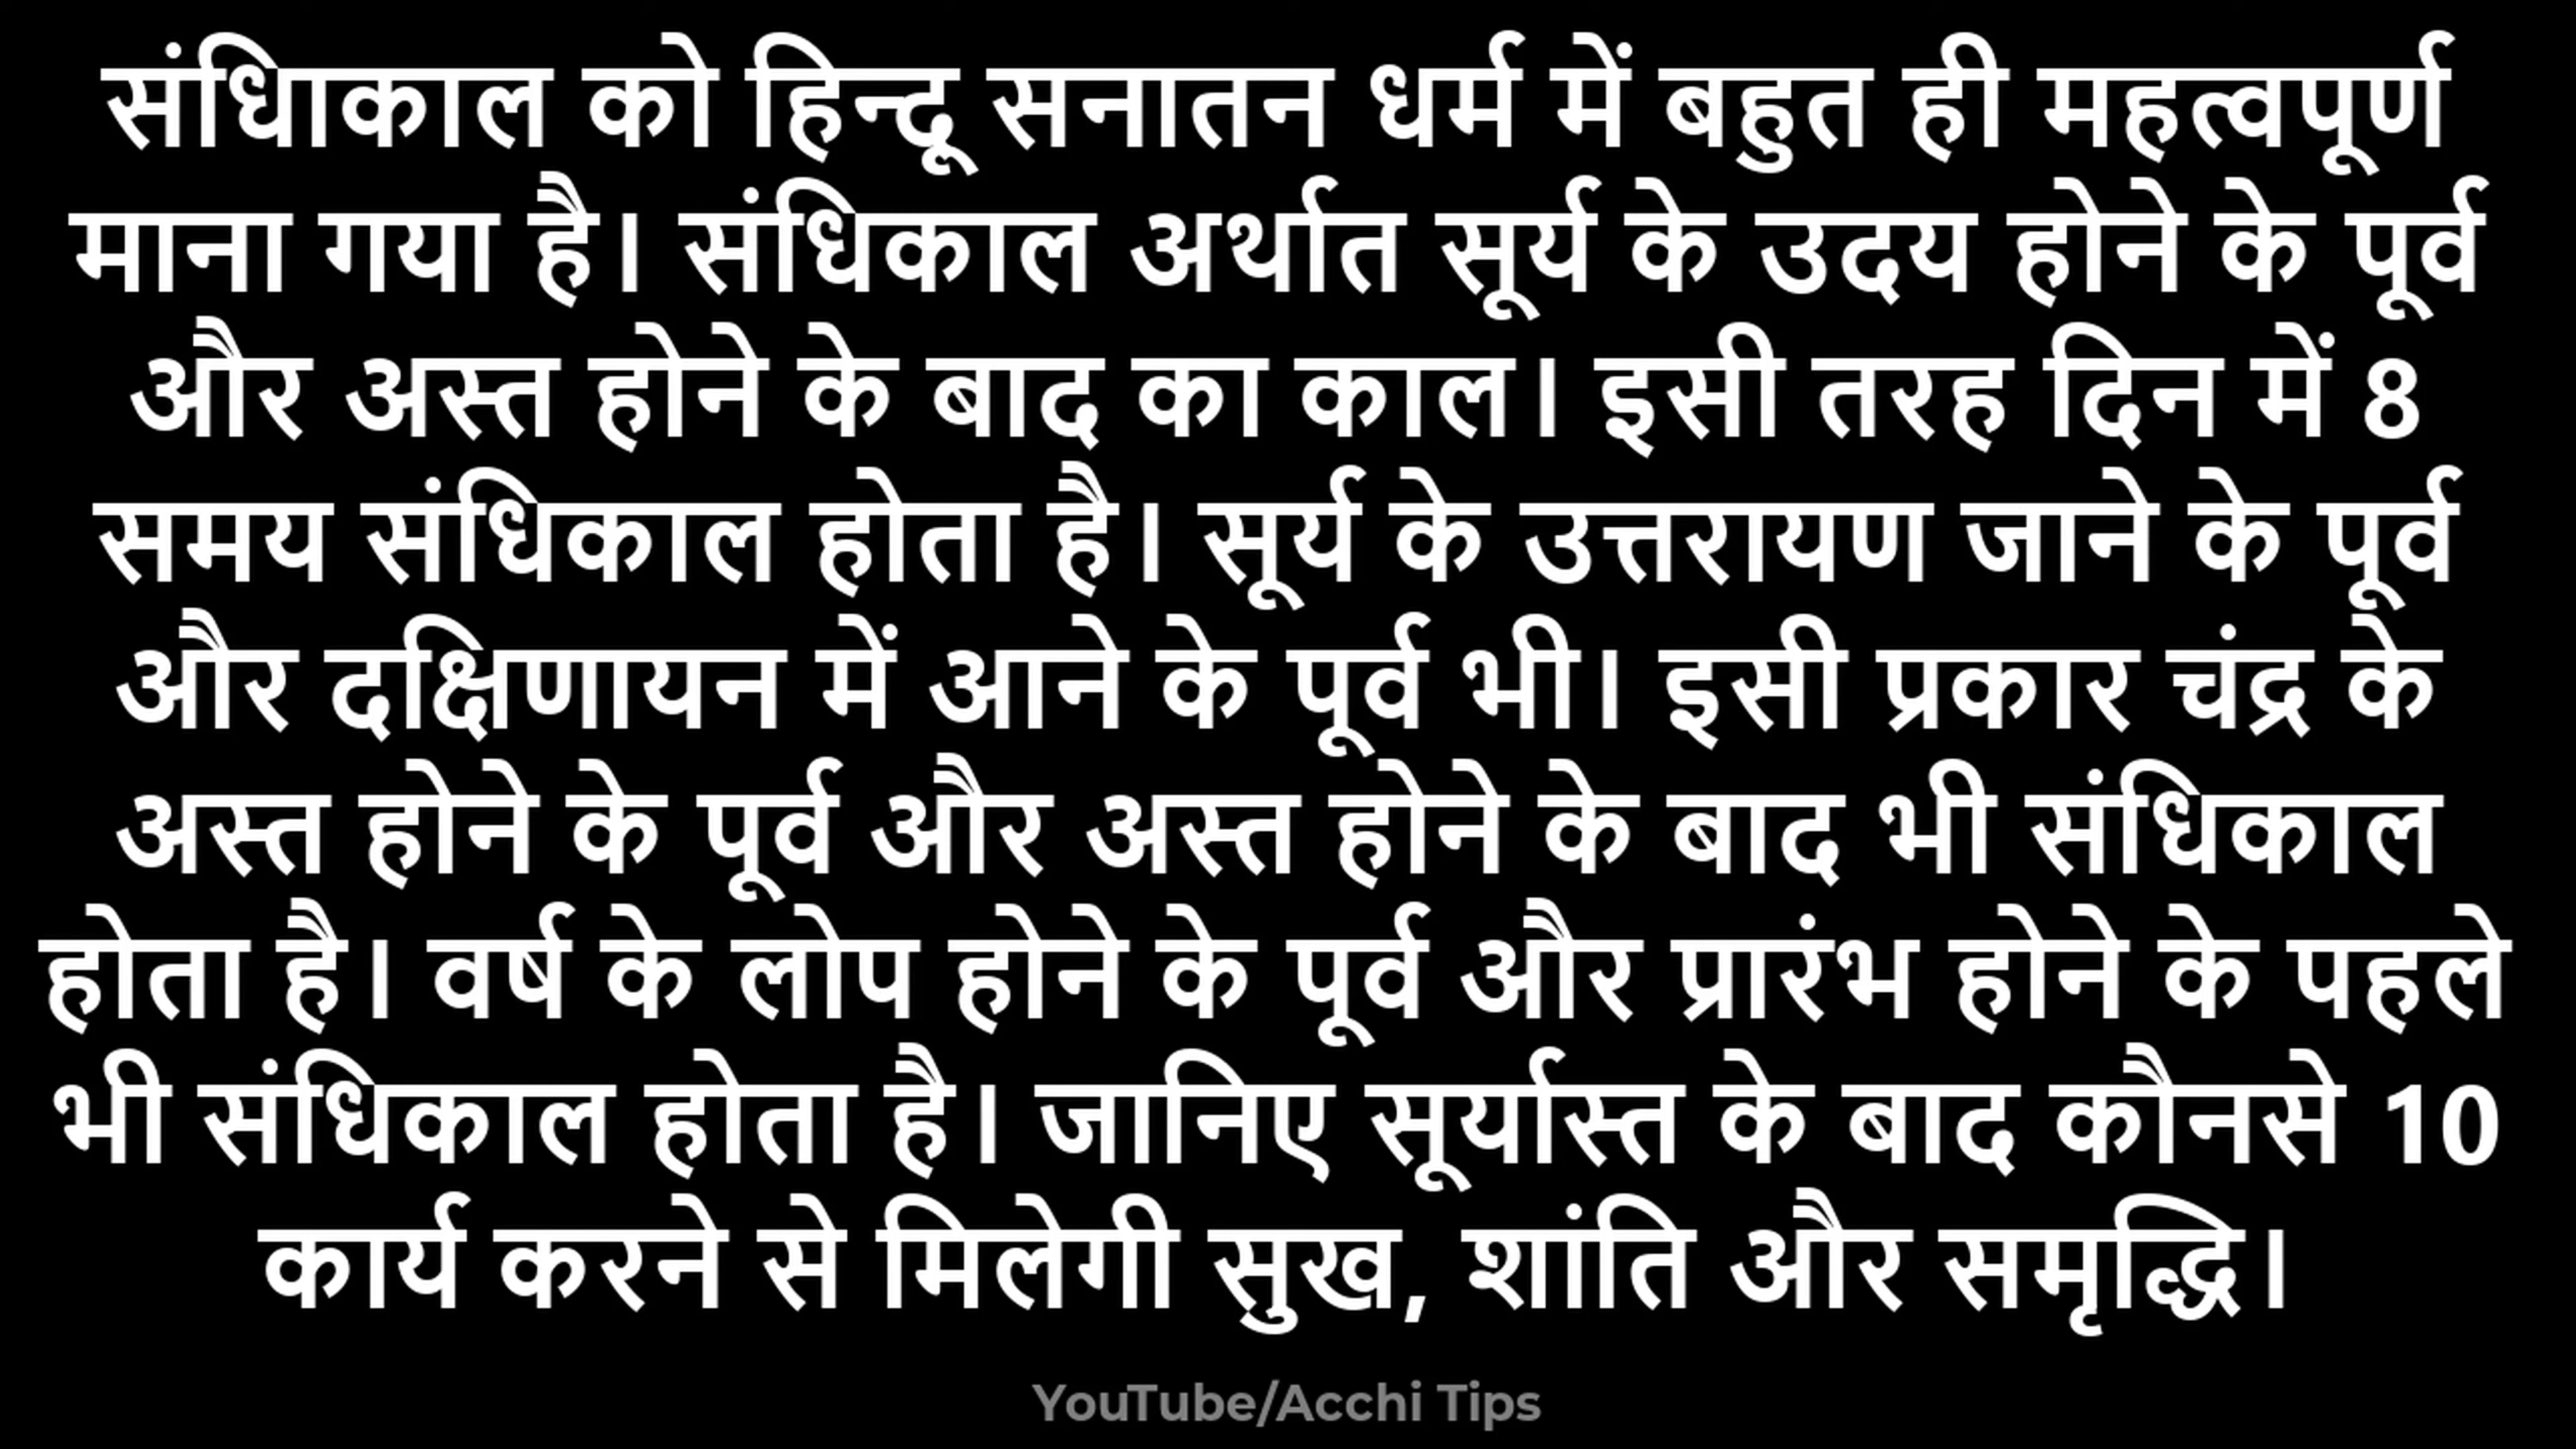 संधिाकाल को हिन्दू सनातन धर्म में बहुत ही महत्वपूर्ण
माना गया है। संधिकाल अर्थात सूर्य के उदय होने के पूर्व
और अस्त होने के बाद का काल। इसी तरह दिन में 8
समय संधिकाल होता है। सूर्य के उत्तरायण जाने के पूर्व
और दक्षिणायन में आने के पूर्व भी। इसी प्रकार चंद्र के
अस्त होने के पूर्व और अस्त होने के बाद भी संधिकाल
होता है। वर्ष के लोप होने के पूर्व और प्रारंभ होने के पहले
भी संधिकाल होता है। जानिए सूर्यास्त के बाद कौनसे 10
कार्य करने से मिलेगी सुख, शांति और समृद्धि।
YouTube/Acchi Tips